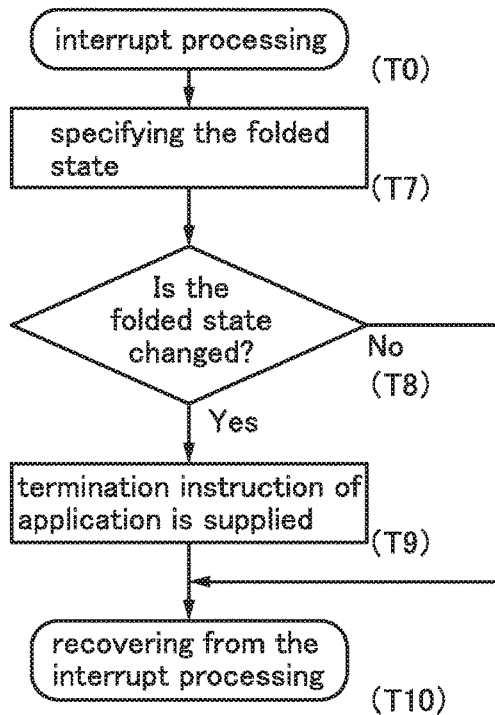 interrupt processing
(T0)
specifying the folded
state
(T7)
Is the
folded state
changed?
No
(T8)
Yes
termination instruction of
application is supplied
(T9)
recovering from the
interrupt processing
(T10)